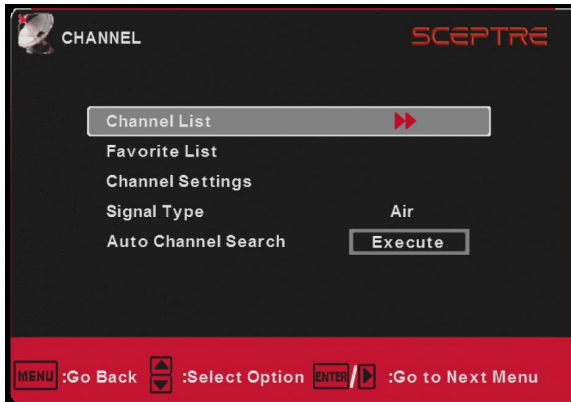 CHANNEL SCEPTRE
Channel List
Favorite List
Channel Settings
Signal Type Air
Auto Channel Search Execute
MENU :Go Back :Select Option ENTER/ :Go to Next Menu